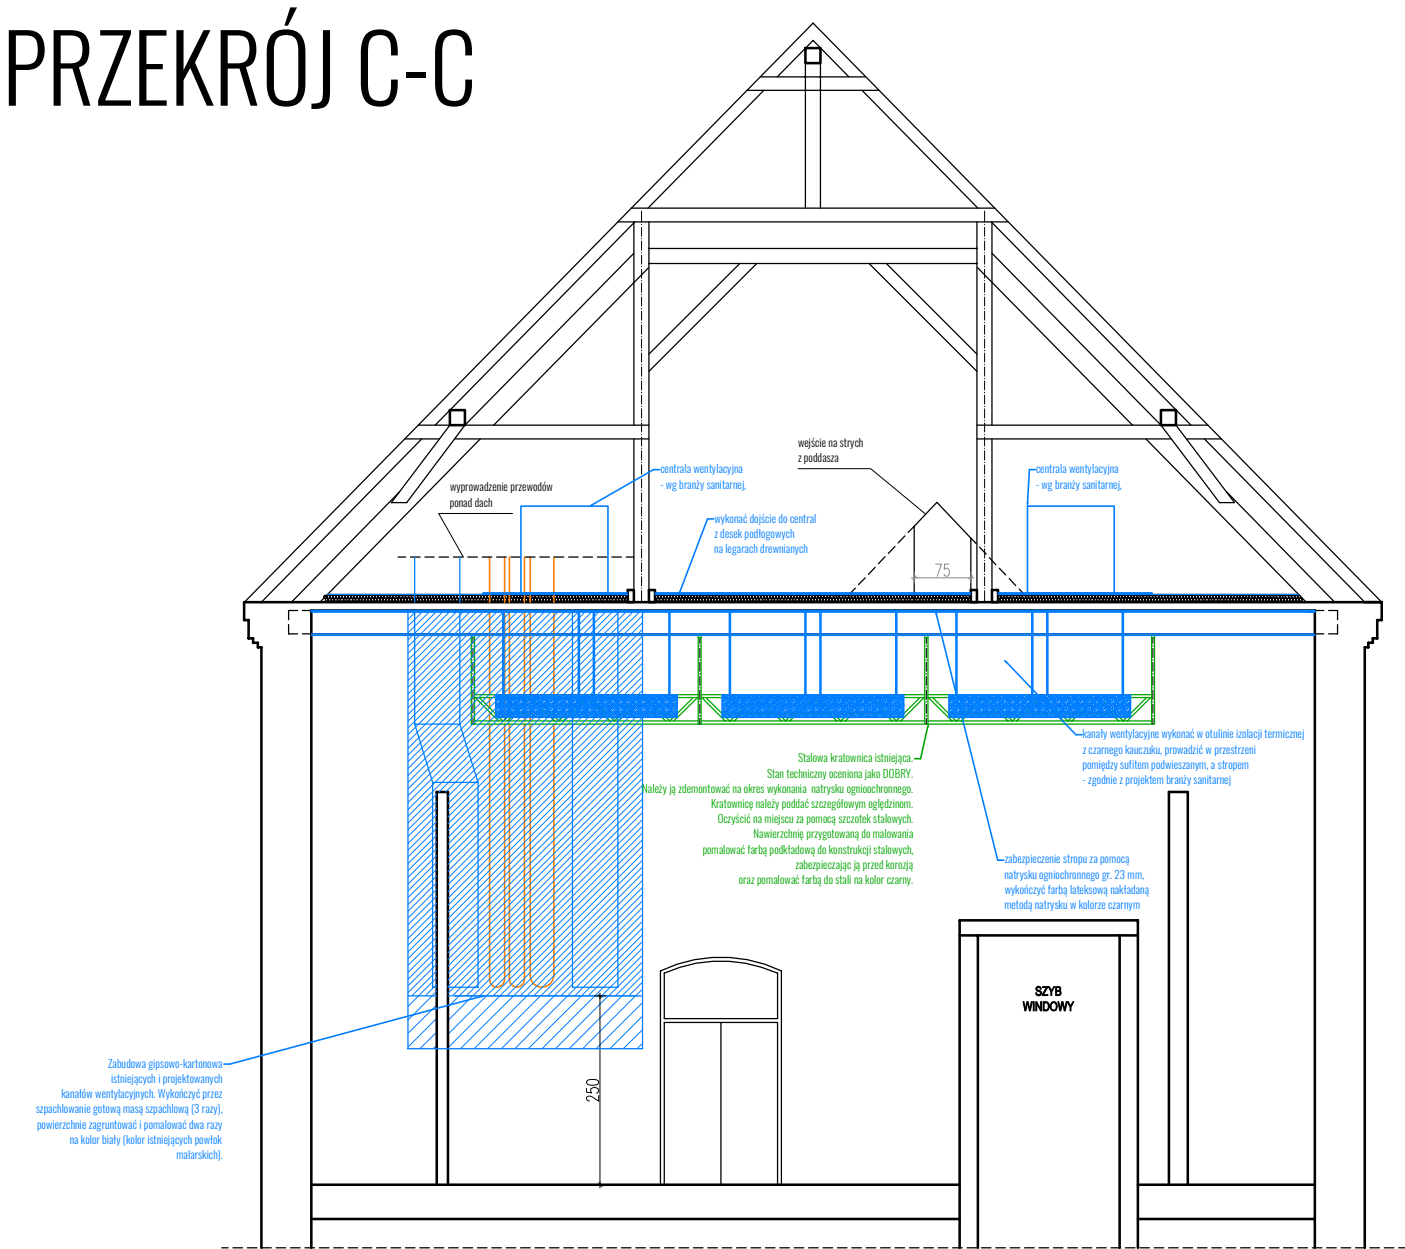 PRZEKRÓJ C-C
wejście na strych
z poddasza
centrala wentylacyjna
- wg branży sanitarnej,
centrala wentylacyjna
- wg branży sanitarnej,
wyprowadzenie przewodów
ponad dach
wykonać dojście do central
z desek podłogowych
na legarach drewnianych
75
kanały wentylacyjne wykonać w otulinie izolacji termicznej
z czarnego kauczuku, prowadzić w przestrzeni
pomiędzy sufitem podwieszanym, a stropem
- zgodnie z projektem branży sanitarnej
Stalowa kratownica istniejąca.
Stan techniczny oceniona jako DOBRY.
Należy ją zdemontować na okres wykonania natrysku ognioochronnego.
Kratownicę należy poddać szczegółowym oględzinom.
Oczyścić na miejscu za pomocą szczotek stalowych.
Nawierzchnię przygotowaną do malowania
pomalować farbą podkładową do konstrukcji stalowych,
zabezpieczając ją przed korozją
oraz pomalować farbą do stali na kolor czarny.
zabezpieczenie stropu za pomocą
natrysku ogniochronnego gr. 23 mm,
wykończyć farbą lateksową nakładaną
metodą natrysku w kolorze czarnym
SZYB
WINDOWY
250
Zabudowa gipsowo-kartonowa
istniejących i projektowanych
kanałów wentylacyjnych. Wykończyć przez
szpachlowanie gotową masą szpachlową (3 razy),
powierzchnie zagruntować i pomalować dwa razy
na kolor biały (kolor istniejących powłok
malarskich).